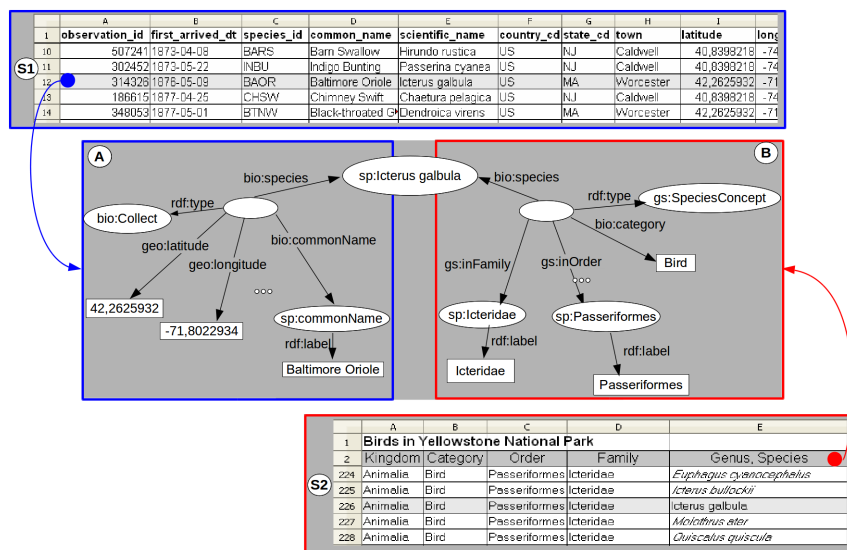 A B C D E F G H I
1 observation_id first_arrived_dt species_id common_name scientific_name country_cd state_cd town latitude long
10 507241 1873-04-08 BARS Barn Swallow Hirundo rustica US NJ Caldwell 40,8398218 -74
11 302452 1873-05-22 INBU Indigo Bunting Passerina cyanea US NJ Caldwell 40,8398218 -74
12 314326 1876-05-09 BAOR Baltimore Oriole Icterus galbula US MA Worcester 42,2625932 -71
13 186615 1877-04-25 CHSW Chimney Swift Chaetura pelagica US NJ Caldwell 40,8398218 -74
14 348053 1877-05-01 BTNW Black-throated G Dendroica virens US MA Worcester 42,2625932 -71
S1
A
B
bio:species
sp:Icterus galbula
bio:species
rdf:type
rdf:type
gs:SpeciesConcept
bio:Collect
bio:category
geo:latitude
bio:commonName
geo:longitude
gs:inFamily
gs:inOrder
Bird
42,2625932
-71,8022934
sp:commonName
sp:Icteridae
sp:Passeriformes
rdf:label
rdf:label
rdf:label
Baltimore Oriole
Icteridae
Passeriformes
A B C D E
1 Birds in Yellowstone National Park
2 Kingdom Category Order Family Genus, Species
224 Animalia Bird Passeriformes Icteridae Euphagus cyanocephalus
225 Animalia Bird Passeriformes Icteridae Icterus bullockii
226 Animalia Bird Passeriformes Icteridae Icterus galbula
227 Animalia Bird Passeriformes Icteridae Molothrus ater
228 Animalia Bird Passeriformes Icteridae Quiscalus quiscula
S2